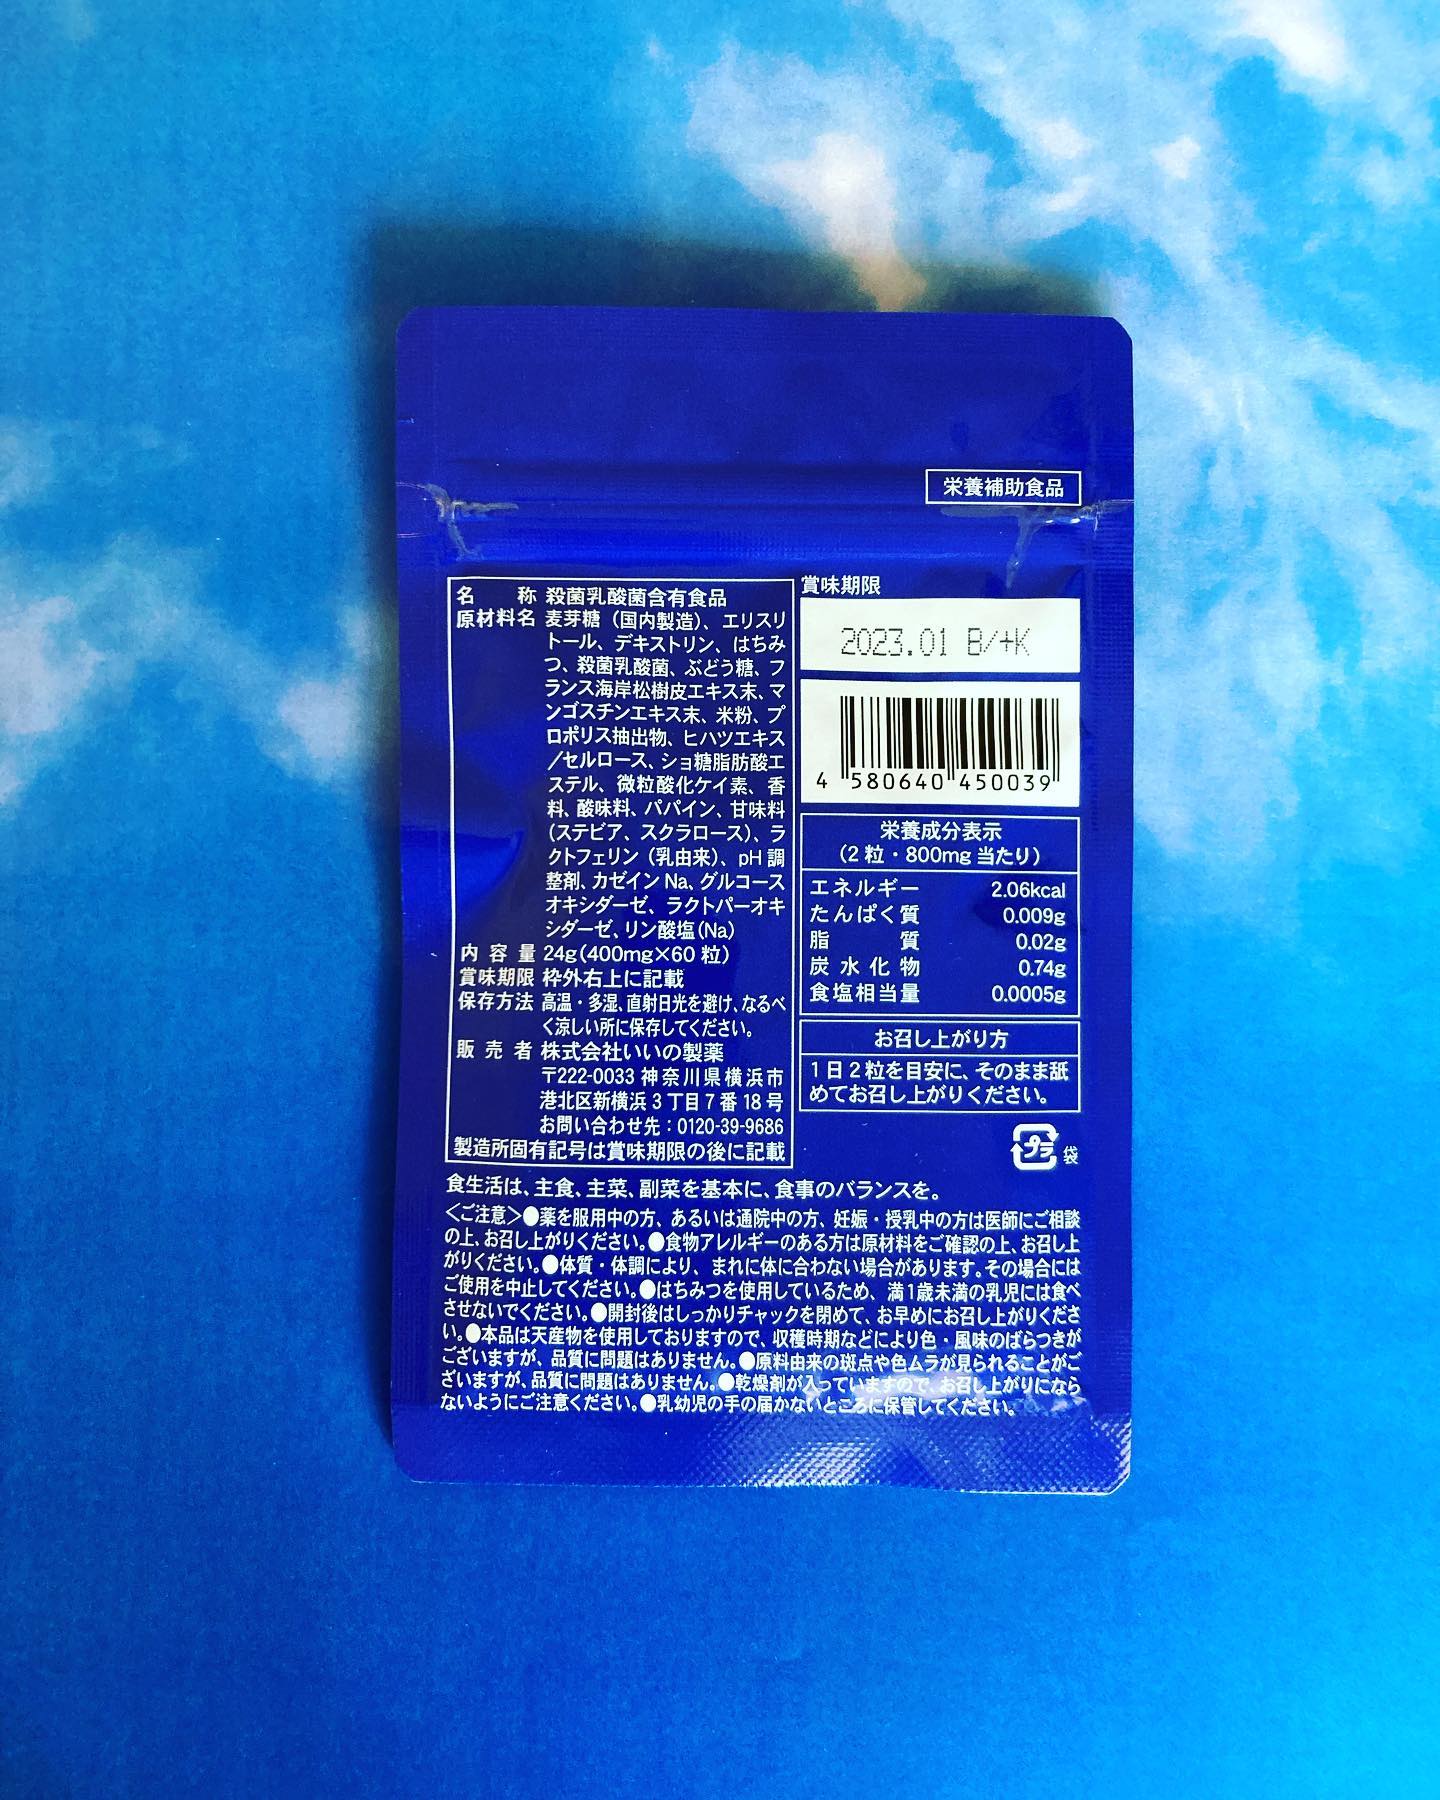 栄養補助食品
名称 殺菌乳酸菌含有食品
原材料名 麦芽糖（国内製造）、エリスリ
トール、デキストリン、はちみ
つ、殺菌乳酸菌、ぶどう糖、フ
ランス海岸松樹皮エキス末、マ
ンゴスチンエキス末、米粉、プ
ロポリス抽出物、ヒハツエキス
／セルロース、ショ糖脂肪酸エ
ステル、微粒酸化ケイ素、香
料、酸味料、パパイン、甘味料
（ステビア、スクラロース）、ラ
クトフェリン（乳由来）、pH調
整剤、カゼインNa、グルコース
オキシダーゼ、ラクトパーオキ
シダーゼ、リン酸塩(Na)
内容量 24g(400mg×60粒)
賞味期限 枠外右上に記載
保存方法 高温・多湿、直射日光を避け、なるべ
く涼しい所に保存してください。
販売者 株式会社いいの製薬
〒222-0033 神奈川県横浜市
港北区新横浜3丁目7番18号
お問い合わせ先：0120-39-9686
製造所固有記号は賞味期限の後に記載
賞味期限
2023.01 B/+K
4 580640 450039
栄養成分表示
（2粒・800mg当たり）
エネルギー 2.06kcal
たんぱく質 0.009g
脂質 0.02g
炭水化物 0.74g
食塩相当量 0.0005g
お召し上がり方
1日2粒を目安に、そのまま舐
めてお召し上がりください。
プラ 袋
食生活は、主食、主菜、副菜を基本に、食事のバランスを。
＜ご注意＞●薬を服用中の方、あるいは通院中の方、妊娠・授乳中の方は医師にご相談
の上、お召し上がりください。●食物アレルギーのある方は原材料をご確認の上、お召し上
がりください。●体質・体調により、まれに体に合わない場合があります。その場合には
ご使用を中止してください。●はちみつを使用しているため、満1歳未満の乳児には食べ
させないでください。●開封後はしっかりチャックを閉めて、お早めにお召し上がりくださ
い。●本品は天産物を使用しておりますので、収穫時期などにより色・風味のばらつきが
ございますが、品質に問題はありません。●原料由来の斑点や色ムラが見られることがご
ざいますが、品質に問題はありません。●乾燥剤が入っていますので、お召し上がりになら
ないようにご注意ください。●乳幼児の手の届かないところに保管してください。